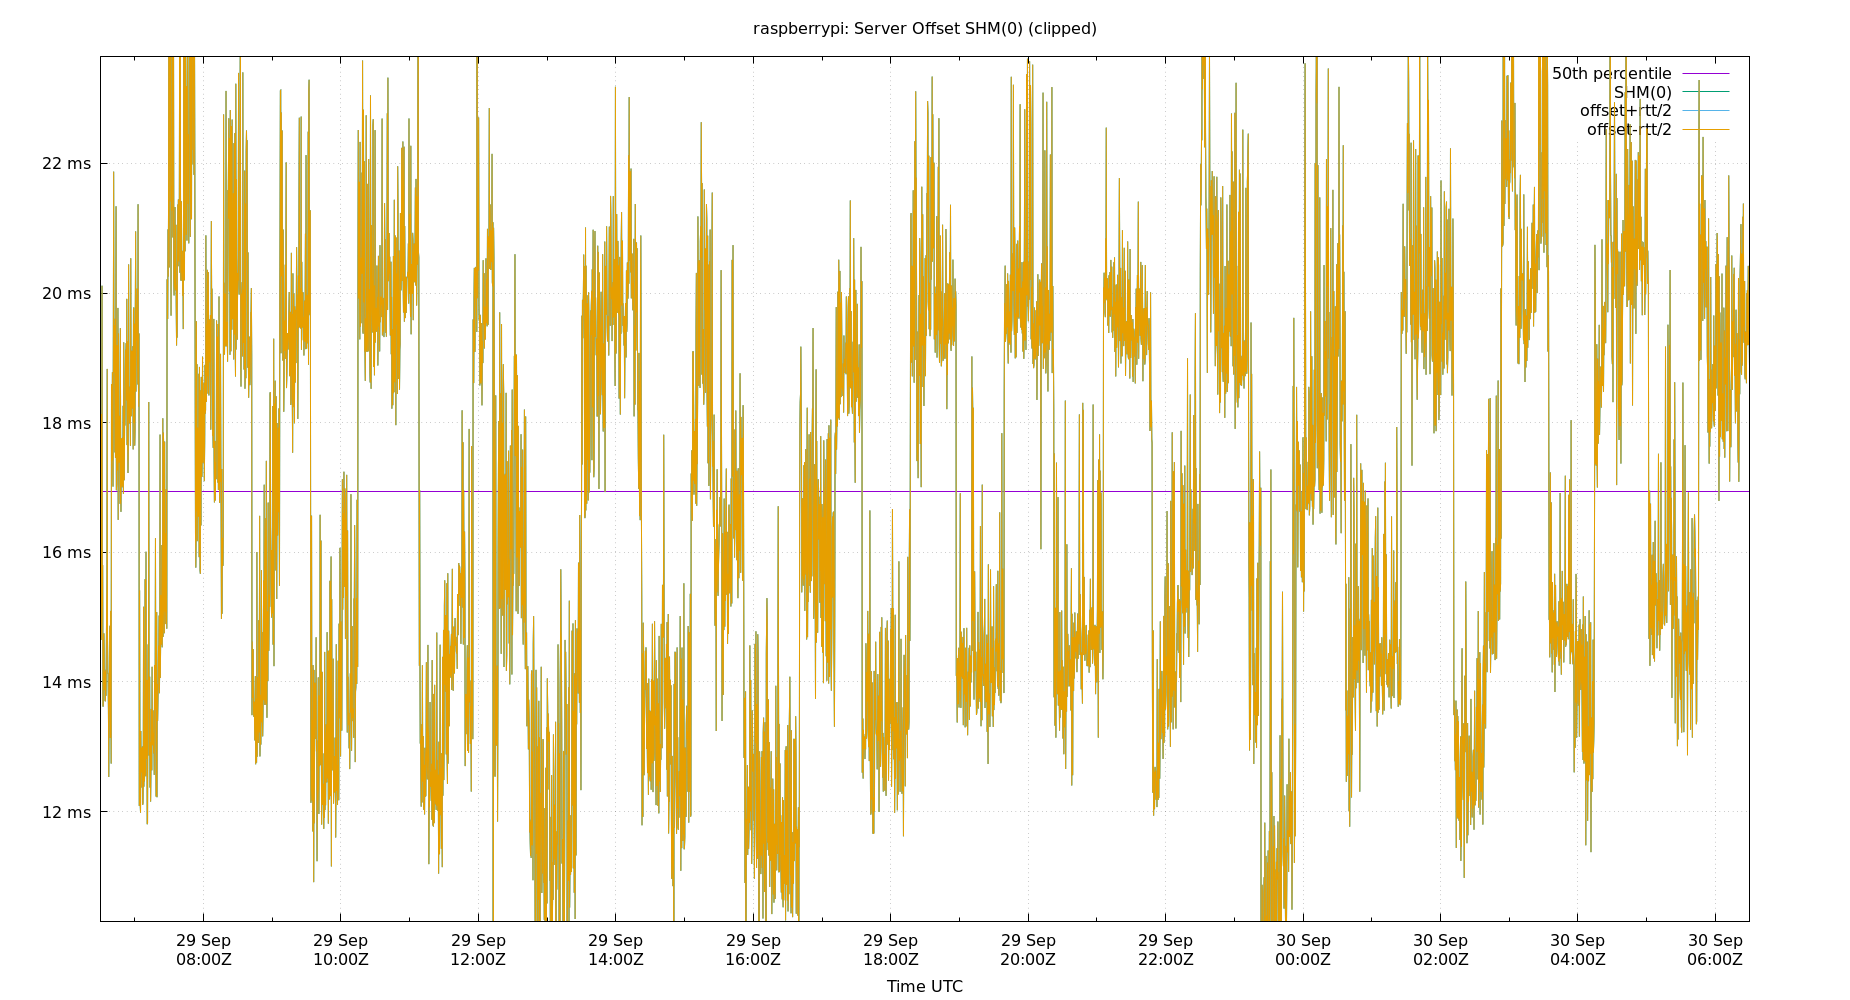 raspberrypi: Server Offset SHM(0) (clipped)
50th percentile
SHM(0)
offset+rtt/2
offset-rtt/2
22 ms
20 ms
18 ms
16 ms
14 ms
12 ms
29 Sep 29 Sep 29 Sep 29 Sep 29 Sep 29 Sep 29 Sep 29 Sep 30 Sep 30 Sep 30 Sep 30 Sep
08:00Z 10:00Z 12:00Z 14:00Z 16:00Z 18:00Z 20:00Z 22:00Z 00:00Z 02:00Z 04:00Z 06:00Z
Time UTC